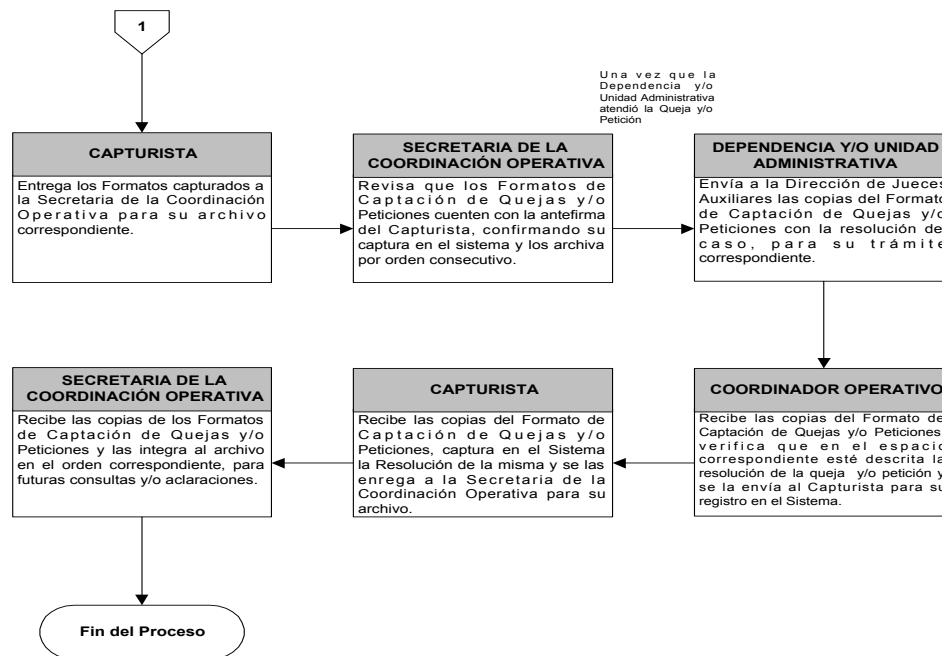 1
Una vez que la
Dependencia y/o
Unidad Administrativa
atendió la Queja y/o
Petición
CAPTURISTA
Entrega los Formatos capturados a
la Secretaria de la Coordinación
Operativa para su archivo
correspondiente.
SECRETARIA DE LA
COORDINACIÓN OPERATIVA
Revisa que los Formatos de
Captación de Quejas y/o
Peticiones cuenten con la antefirma
del Capturista, confirmando su
captura en el sistema y los archiva
por orden consecutivo.
DEPENDENCIA Y/O UNIDAD
ADMINISTRATIVA
Envía a la Dirección de Jueces
Auxiliares las copias del Formato
de Captación de Quejas y/o
Peticiones con la resolución del
caso, para su trámite
correspondiente.
SECRETARIA DE LA
COORDINACIÓN OPERATIVA
Recibe las copias de los Formatos
de Captación de Quejas y/o
Peticiones y las integra al archivo
en el orden correspondiente, para
futuras consultas y/o aclaraciones.
CAPTURISTA
Recibe las copias del Formato de
Captación de Quejas y/o
Peticiones, captura en el Sistema
la Resolución de la misma y se las
enrega a la Secretaria de la
Coordinación Operativa para su
archivo.
COORDINADOR OPERATIVO
Recibe las copias del Formato de
Captación de Quejas y/o Peticiones
verifica que en el espacio
correspondiente esté descrita la
resolución de la queja y/o petición y
se la envía al Capturista para su
registro en el Sistema.
Fin del Proceso